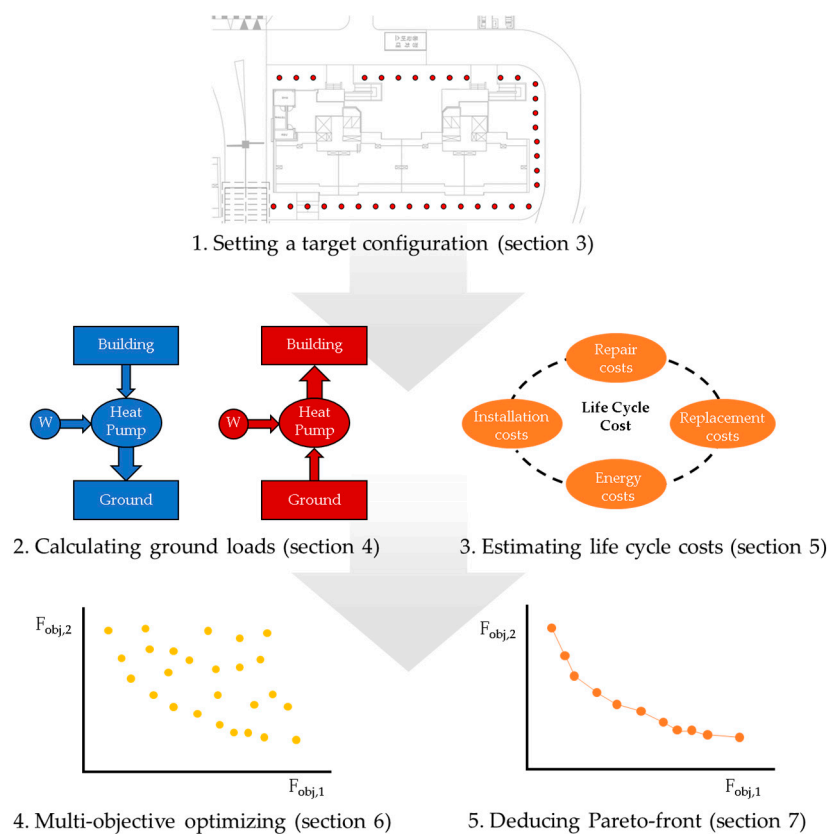 1. Setting a target configuration (section 3)
Building
Heat
Pump
W
Ground
Building
Heat
Pump
W
Ground
Repair
costs
Installation
costs
Life Cycle
Cost
Replacement
costs
Energy
costs
2. Calculating ground loads (section 4)
3. Estimating life cycle costs (section 5)
Fobj,2
Fobj,1
Fobj,2
Fobj,1
4. Multi-objective optimizing (section 6)
5. Deducing Pareto-front (section 7)